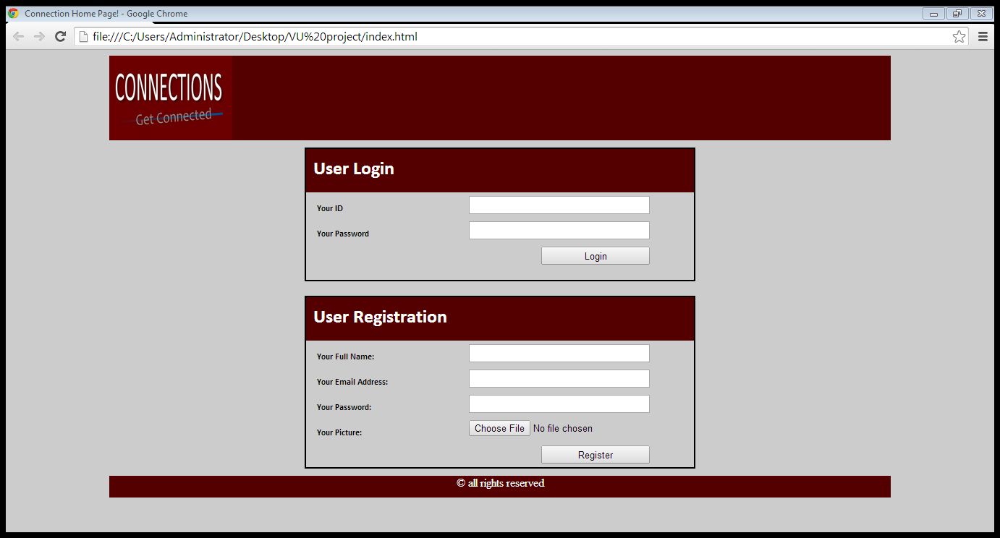 Connection Home Page! - Google Chrome
file:///C:/Users/Administrator/Desktop/VU%20project/index.html
CONNECTIONS
Get Connected
User Login
Your ID
Your Password
Login
User Registration
Your Full Name:
Your Email Address:
Your Password:
Your Picture: Choose File No file chosen
Register
© all rights reserved